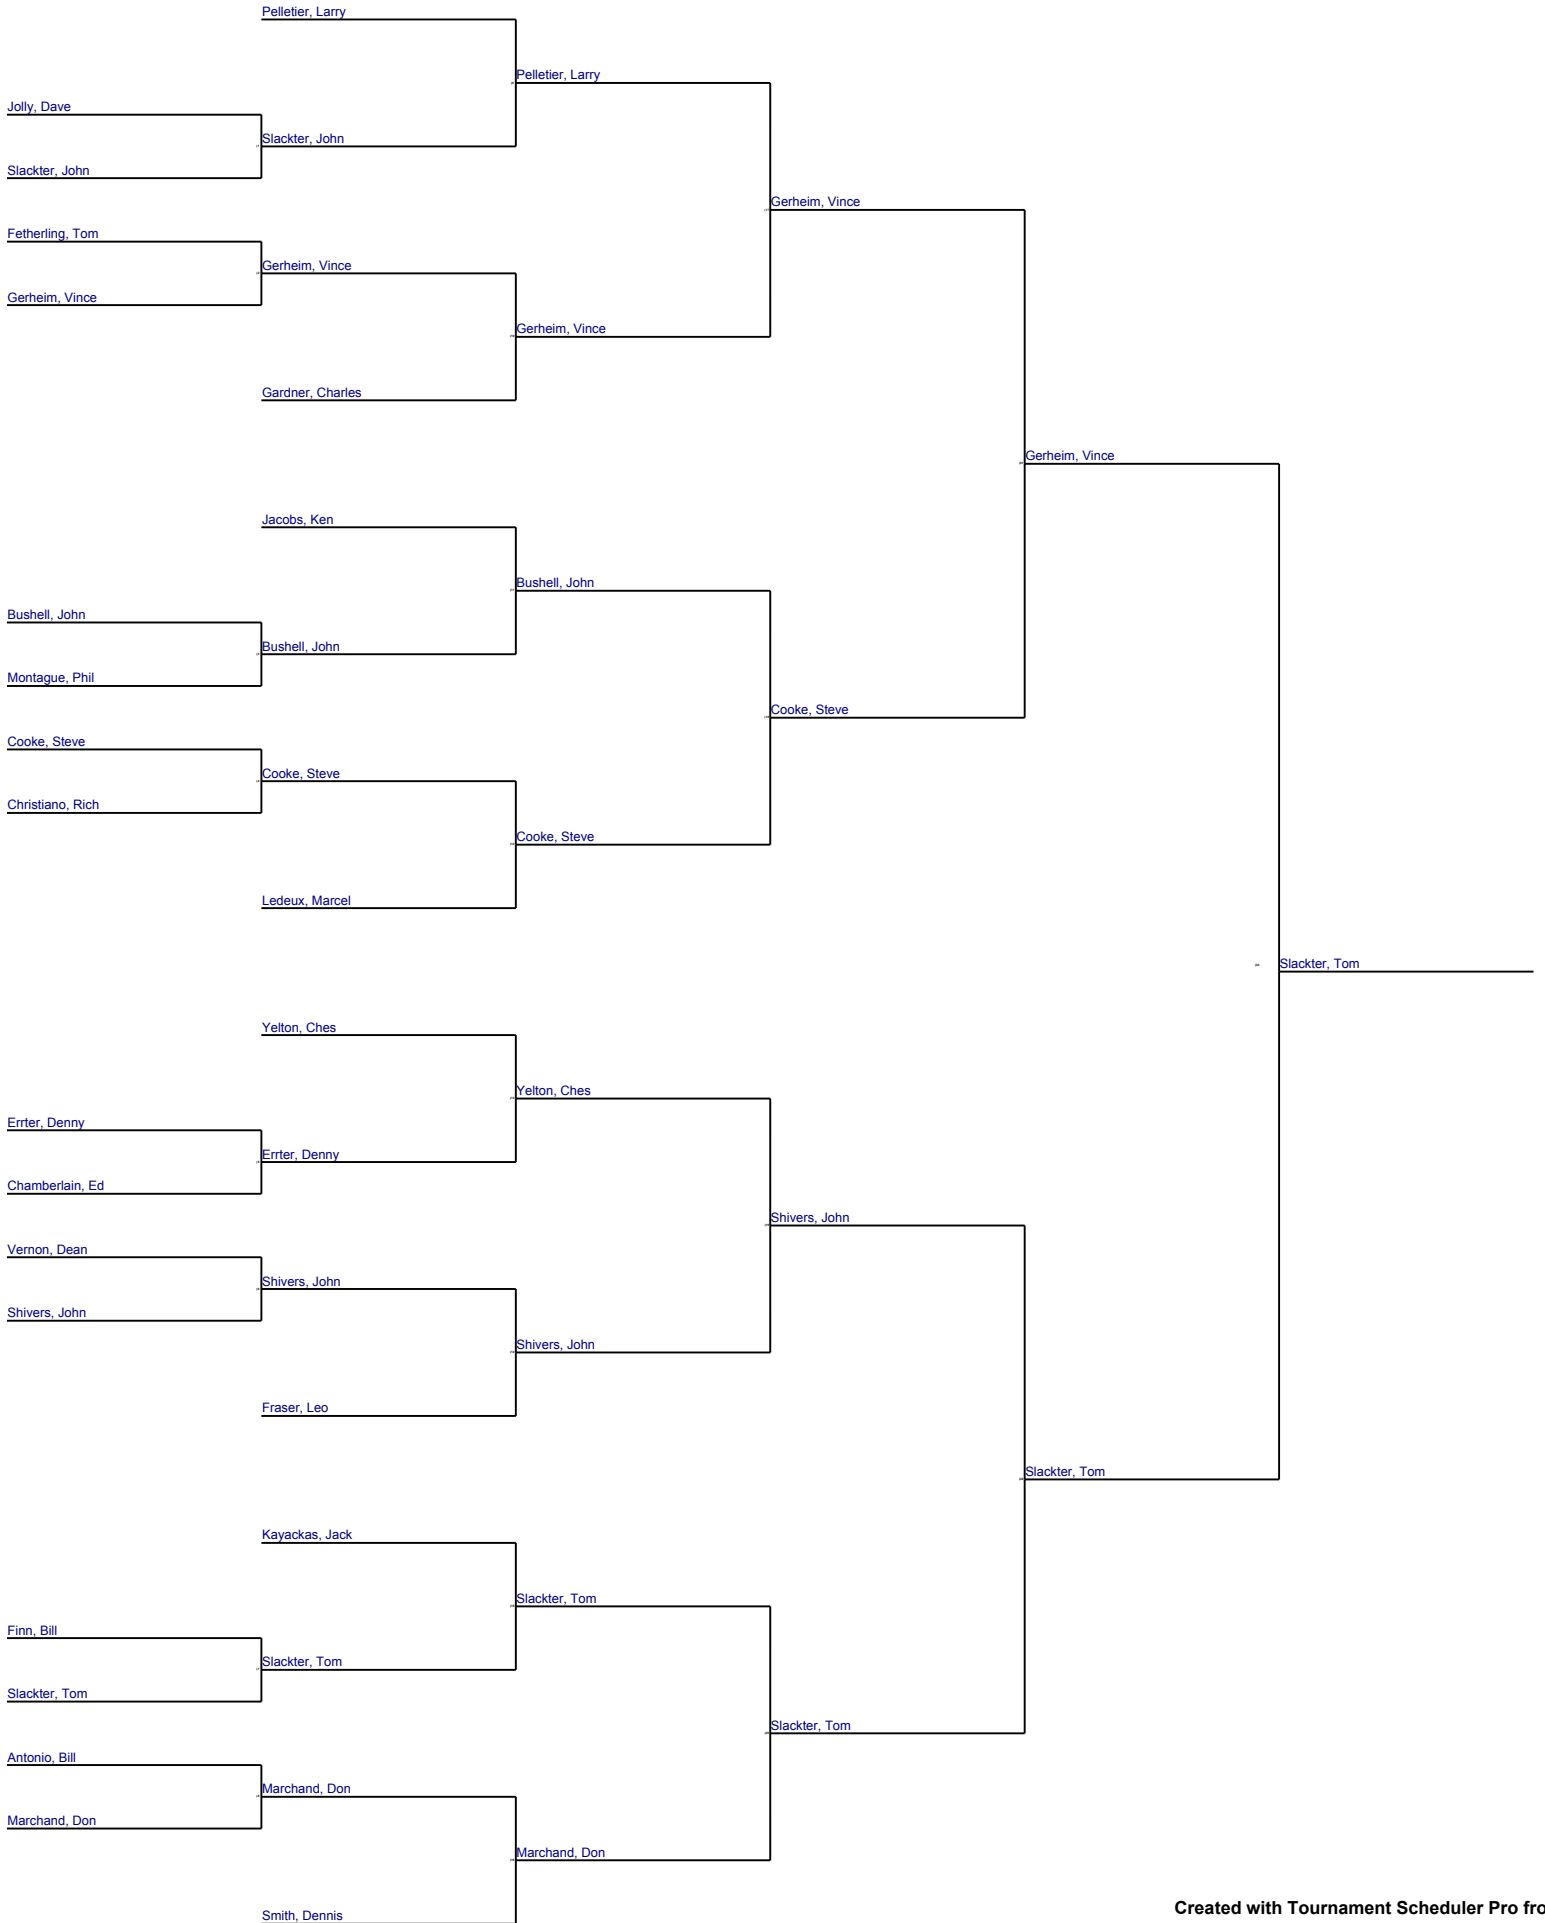 Pelletier, Larry
Pelletier, Larry
Jolly, Dave
Slackter, John
Slackter, John
Gerheim, Vince
Fetherling, Tom
Gerheim, Vince
Gerheim, Vince
Gerheim, Vince
Gardner, Charles
Gerheim, Vince
Jacobs, Ken
Bushell, John
Bushell, John
Bushell, John
Montague, Phil
Cooke, Steve
Cooke, Steve
Cooke, Steve
Christiano, Rich
Cooke, Steve
Ledeux, Marcel
Slackter, Tom
Yelton, Ches
Yelton, Ches
Errter, Denny
Errter, Denny
Chamberlain, Ed
Shivers, John
Vernon, Dean
Shivers, John
Shivers, John
Shivers, John
Fraser, Leo
Slackter, Tom
Kayackas, Jack
Slackter, Tom
Finn, Bill
Slackter, Tom
Slackter, Tom
Slackter, Tom
Antonio, Bill
Marchand, Don
Marchand, Don
Marchand, Don
Smith, Dennis
Created with Tournament Scheduler Pro fro